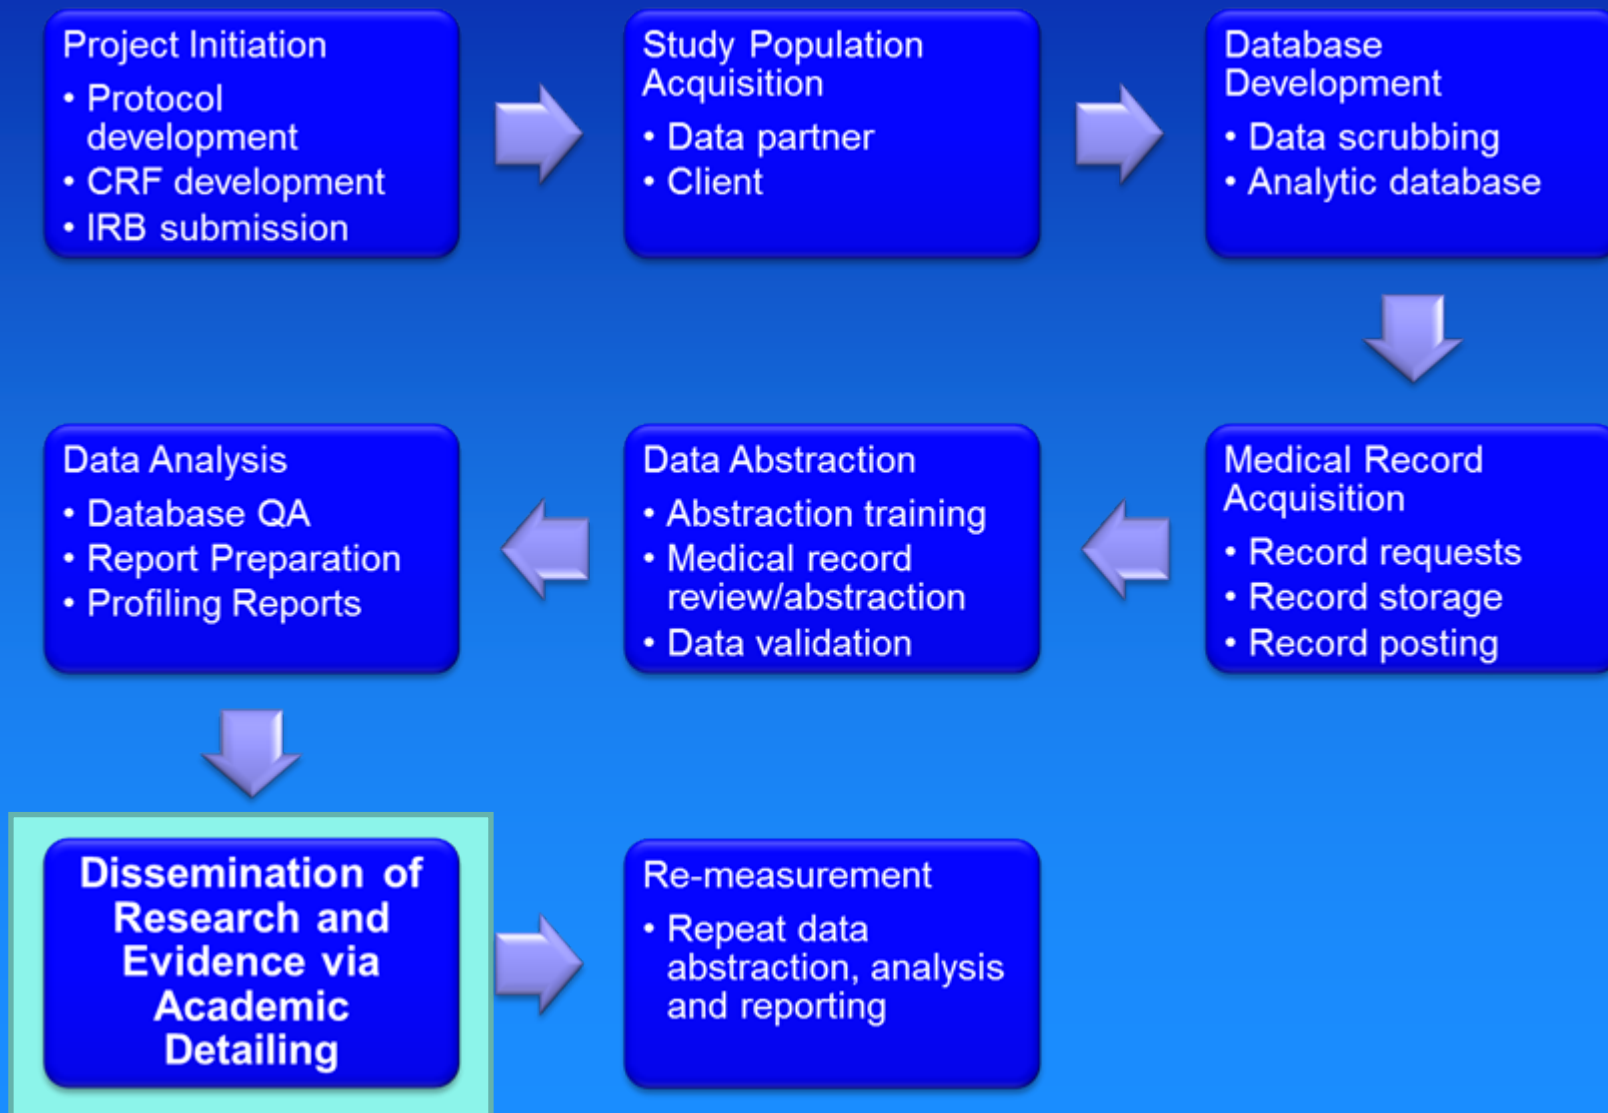 Project Initiation
• Protocol
development
• CRF development
• IRB submission
Study Population
Acquisition
• Data partner
• Client
Database
Development
• Data scrubbing
• Analytic database
Medical Record
Acquisition
• Record requests
• Record storage
• Record posting
Data Abstraction
• Abstraction training
• Medical record
review/abstraction
• Data validation
Data Analysis
• Database QA
• Report Preparation
• Profiling Reports
Dissemination of
Research and
Evidence via
Academic
Detailing
Re-measurement
• Repeat data
abstraction, analysis
and reporting